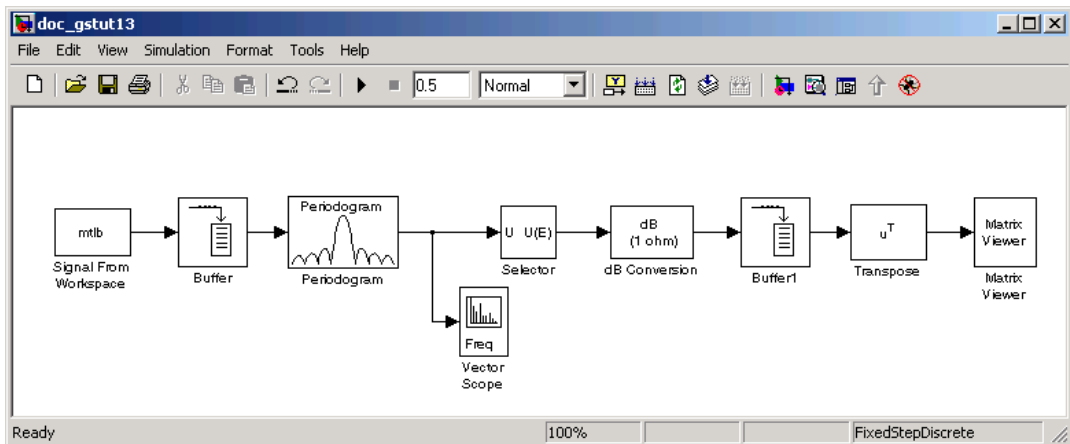 doc_gstut13
File Edit View Simulation Format Tools Help
0.5 Normal
mtlb
Signal From
Workspace
Buffer
Periodogram
Periodogram
U U(E)
Selector
dB
(1 ohm)
dB Conversion
Buffer1
uT
Transpose
Matrix
Viewer
Matrix
Viewer
Freq
Vector
Scope
Ready 100% FixedStepDiscrete